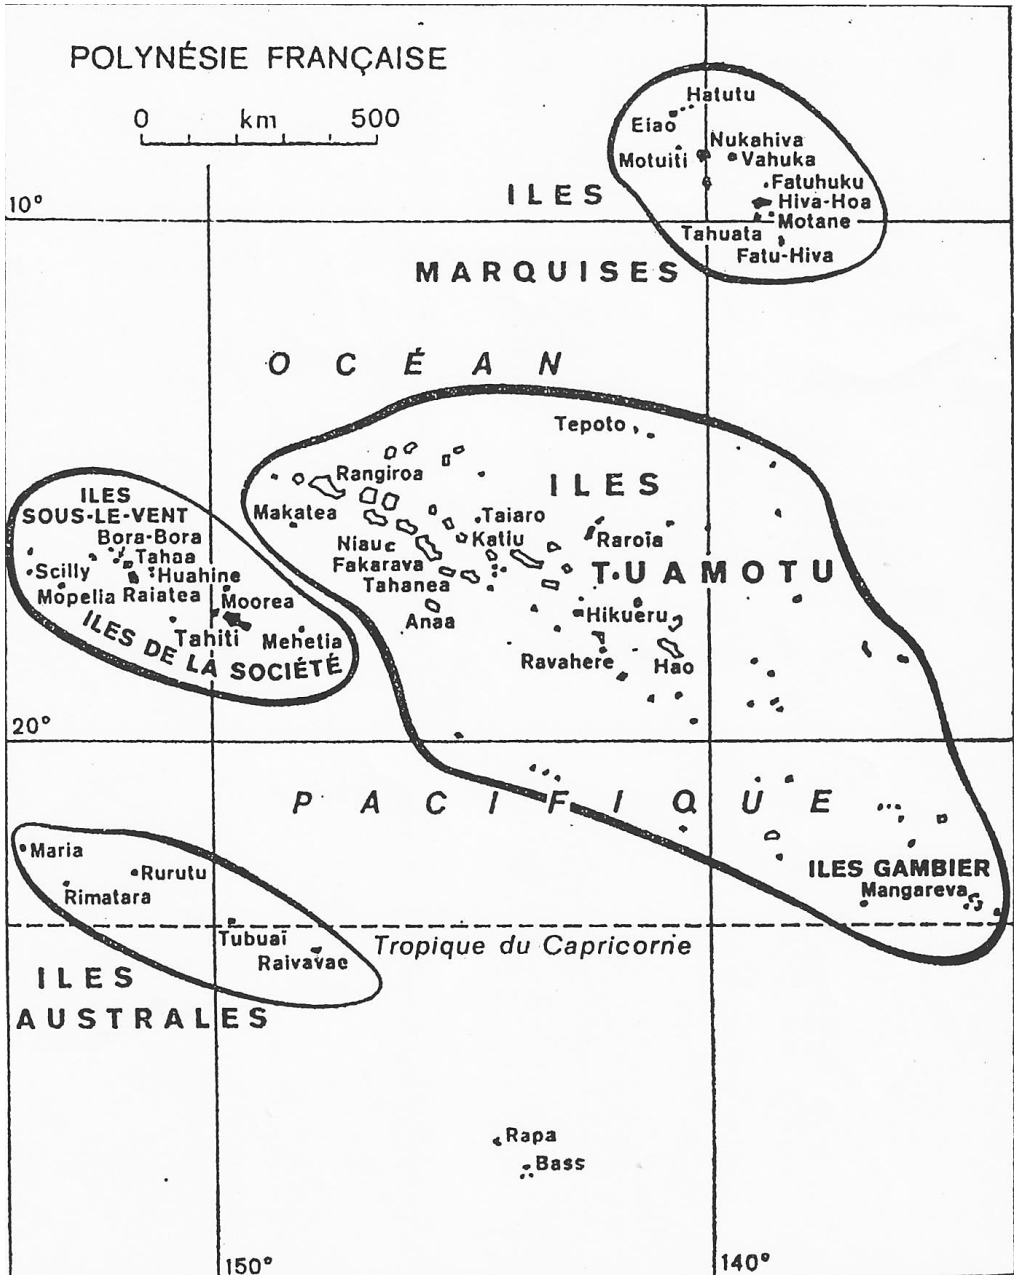 POLYNÉSIE FRANÇAISE
0 km 500
Hatutu
Eiao
Nukahiva
Motuiti
Vahuka
Fatuhuku
ILES
Hiva-Hoa
10°
Motane
Tahuata
Fatu-Hiva
MARQUISES
OCÉAN
Tepoto
Rangiroa
ILES
ILES
SOUS-LE-VENT
Makatea
Taiaro
Bora-Bora
Niauc
Katiu
Raroïa
Tahaa
Fakarava
Scilly
Huahine
Tahanea
TUAMOTU
Mopelia
Raiatea
Moorea
Anaa
Hikueru
Tahiti
Mehetia
ILES DE LA SOCIÉTÉ
Ravahere
Hao
20°
PACIFIQUE
Maria
Rurutu
ILES GAMBIER
Rimatara
Mangareva
Tubuaï
Tropique du Capricorne
Raivavae
ILES
AUSTRALES
Rapa
Bass
150°
140°